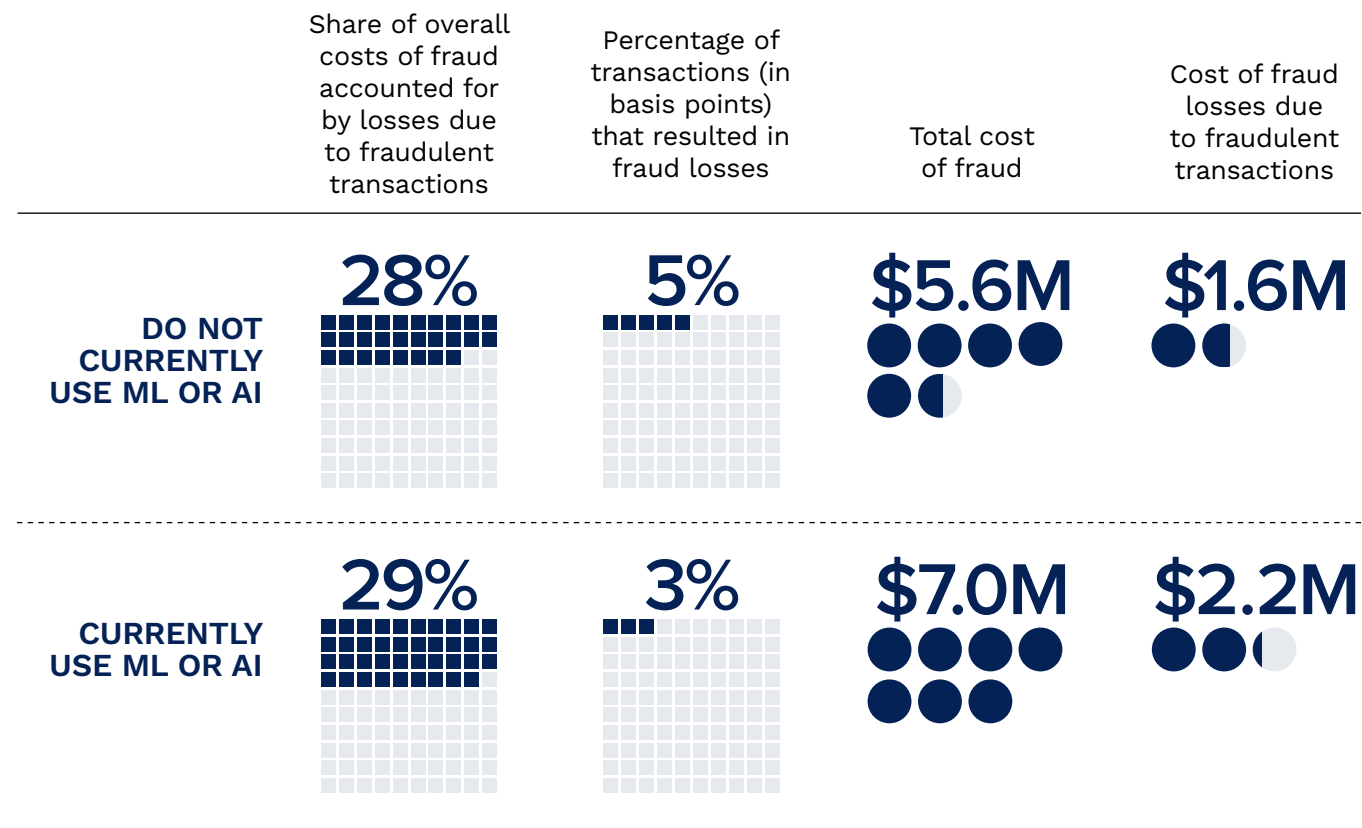 Share of overall
costs of fraud
accounted for
by losses due
to fraudulent
transactions
Percentage of
transactions (in
basis points)
that resulted in
fraud losses
Total cost
of fraud
Cost of fraud
losses due
to fraudulent
transactions
DO NOT
CURRENTLY
USE ML OR AI
28%
5%
$5.6M
$1.6M
CURRENTLY
USE ML OR AI
29%
3%
$7.0M
$2.2M